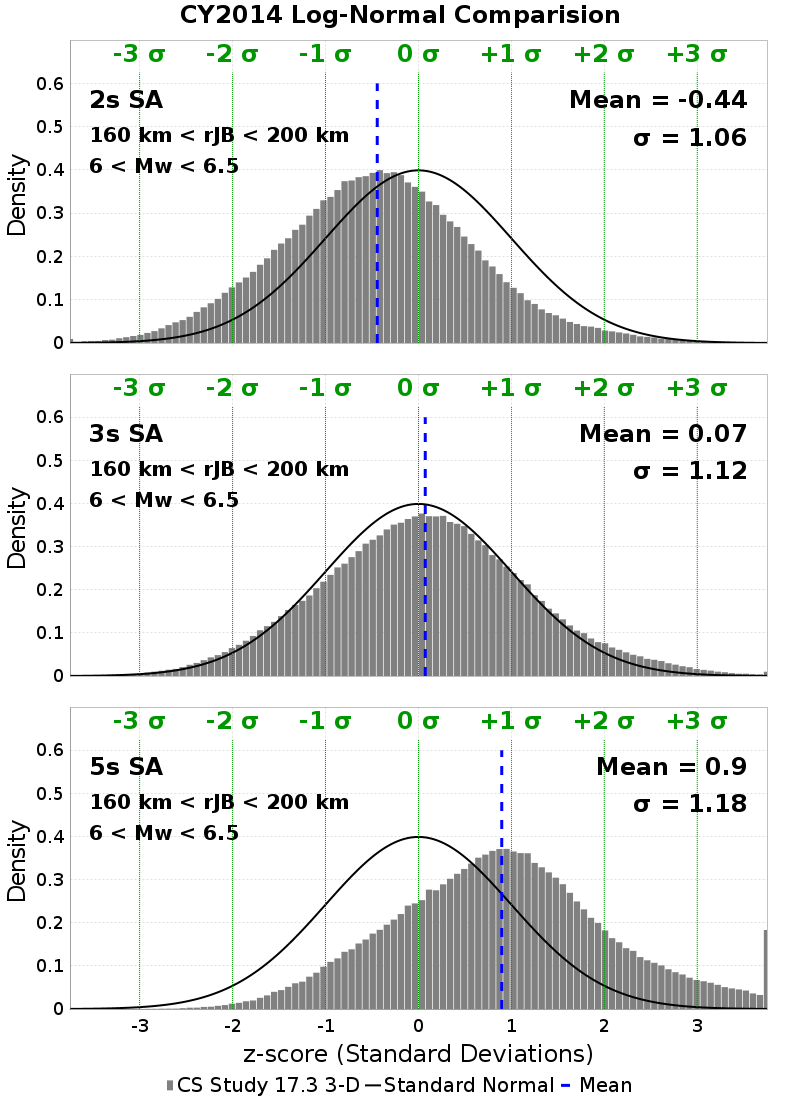 CY2014 Log-Normal Comparision
-3 σ -2 σ -1 σ 0 σ +1 σ +2 σ +3 σ
0.6
2s SA Mean = -0.44
0.5
160 km < rJB < 200 km σ = 1.06
6 < Mw < 6.5
0.4
Density
0.3
0.2
0.1
0
-3 σ -2 σ -1 σ 0 σ +1 σ +2 σ +3 σ
0.6
3s SA Mean = 0.07
0.5
160 km < rJB < 200 km σ = 1.12
6 < Mw < 6.5
0.4
Density
0.3
0.2
0.1
0
-3 σ -2 σ -1 σ 0 σ +1 σ +2 σ +3 σ
0.6
5s SA Mean = 0.9
0.5
160 km < rJB < 200 km σ = 1.18
6 < Mw < 6.5
0.4
Density
0.3
0.2
0.1
0
-3 -2 -1 0 1 2 3
z-score (Standard Deviations)
CS Study 17.3 3-D Standard Normal Mean